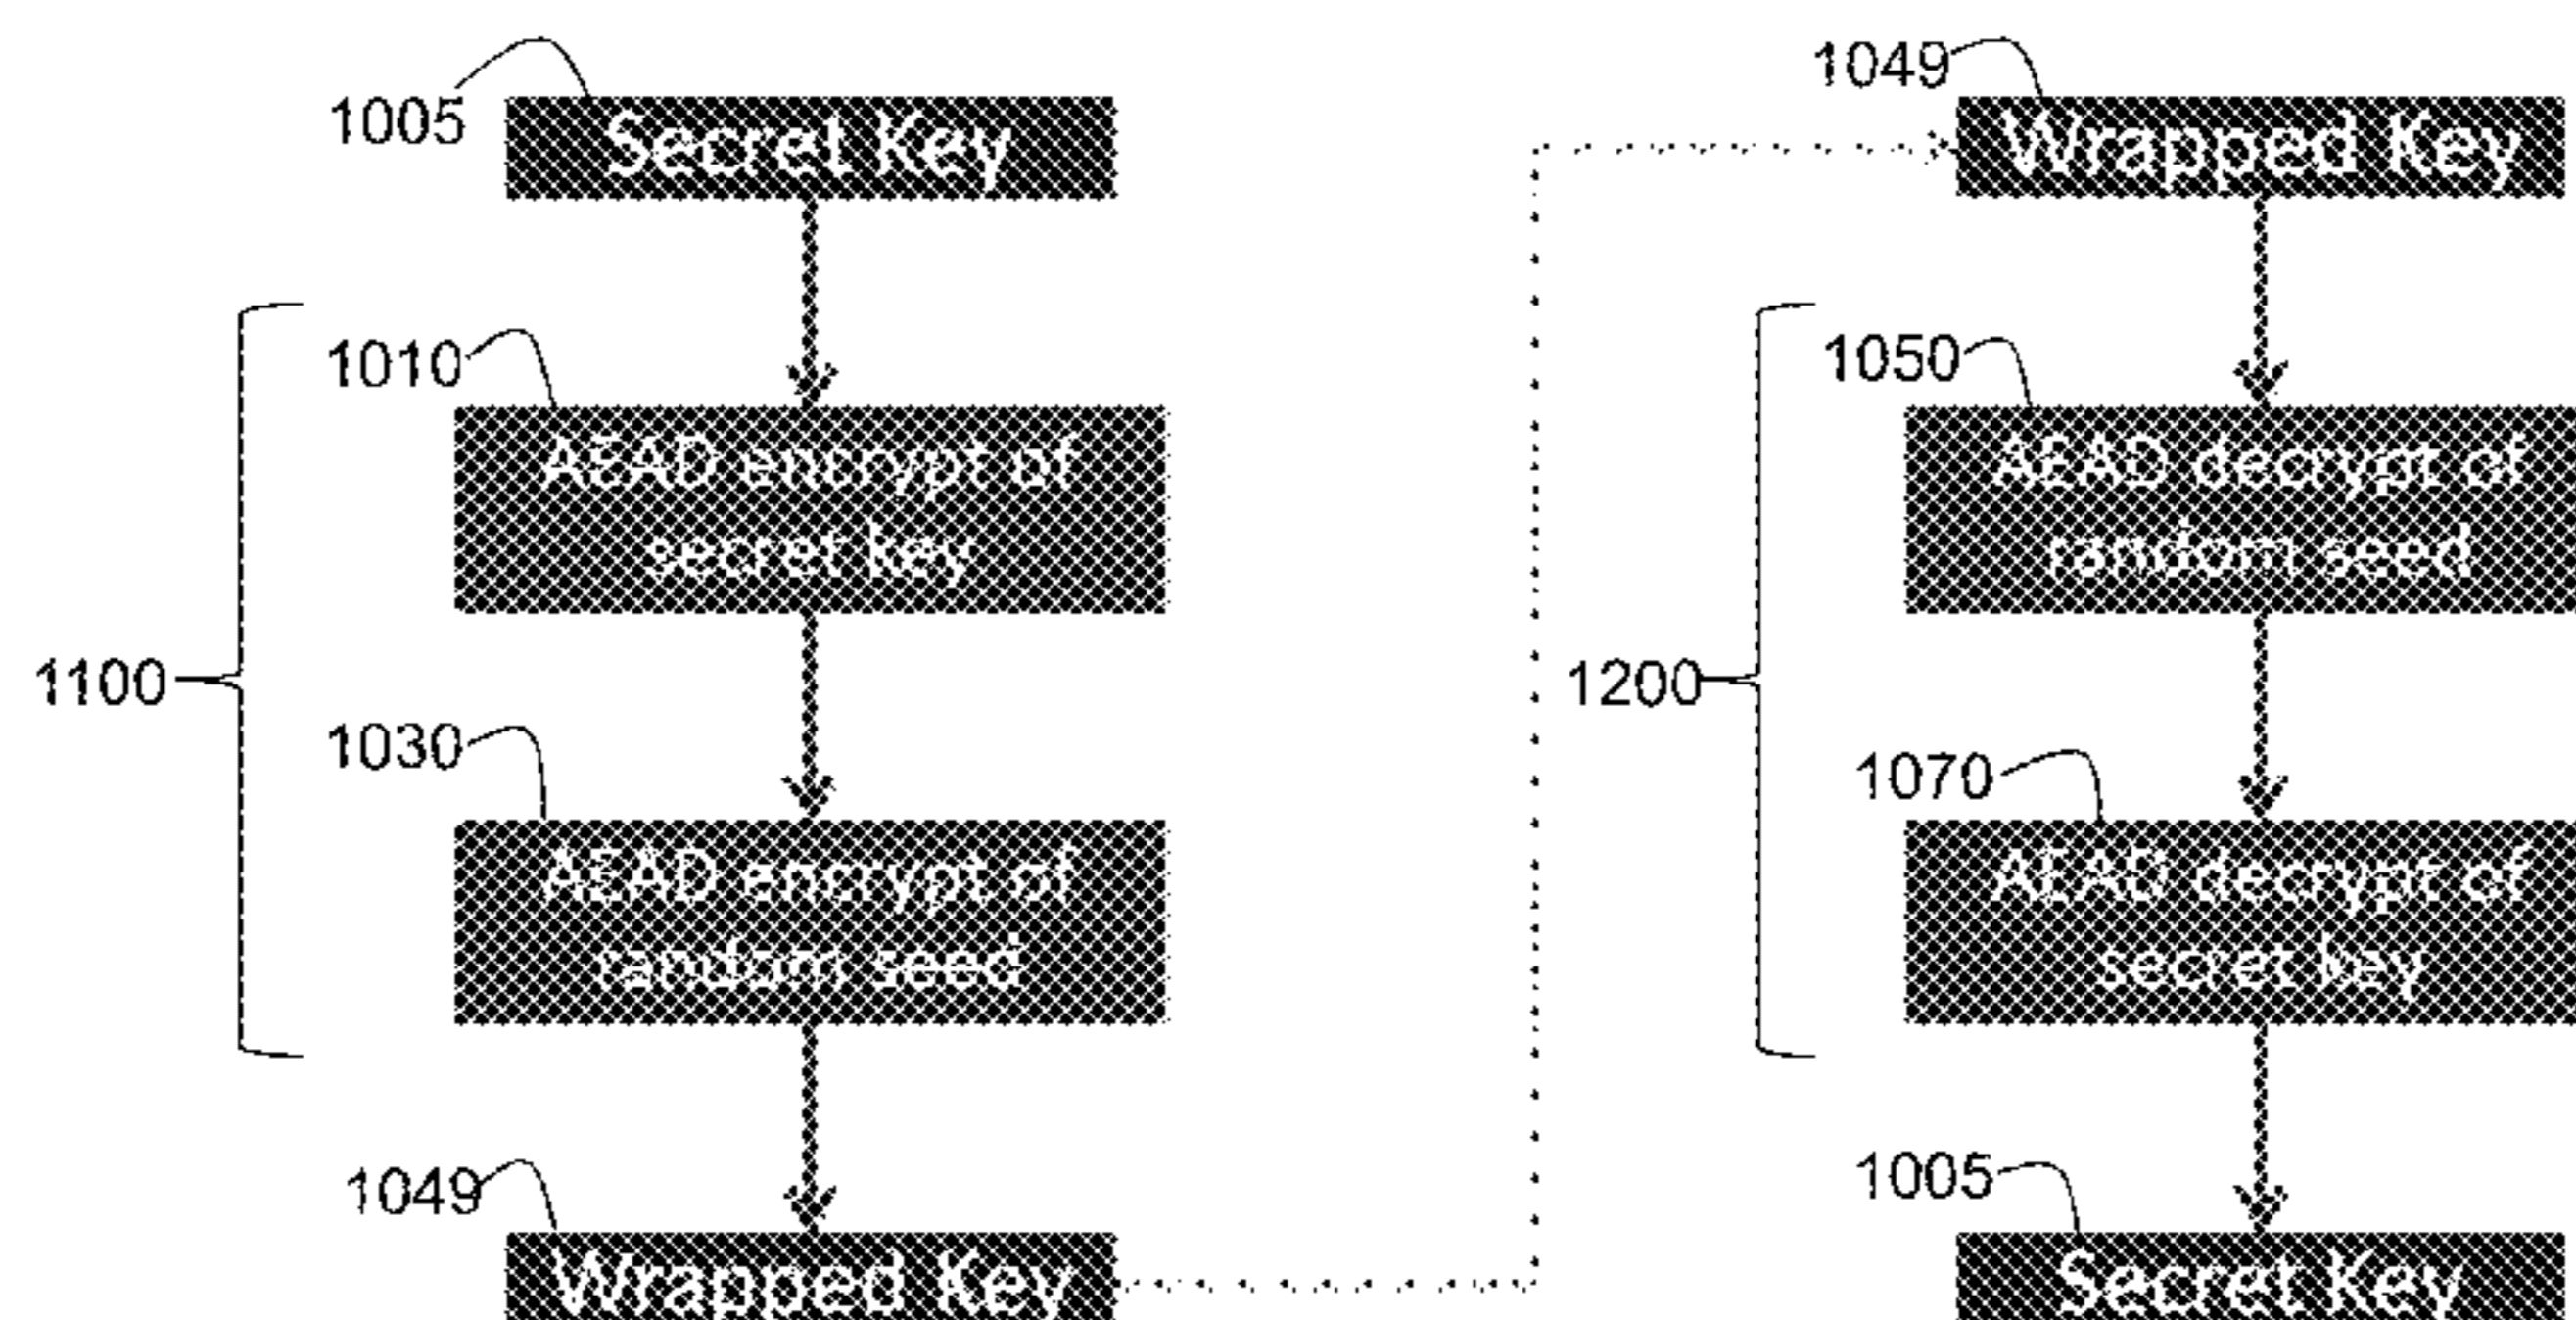 1005
Secret Key
1010
AEAD encrypt of
secret key
1100
1030
AEAD encrypt of
random seed
1049
Wrapped Key
1049
Wrapped Key
1050
AEAD decrypt of
random seed
1200
1070
AEAD decrypt of
secret key
1005
Secret Key